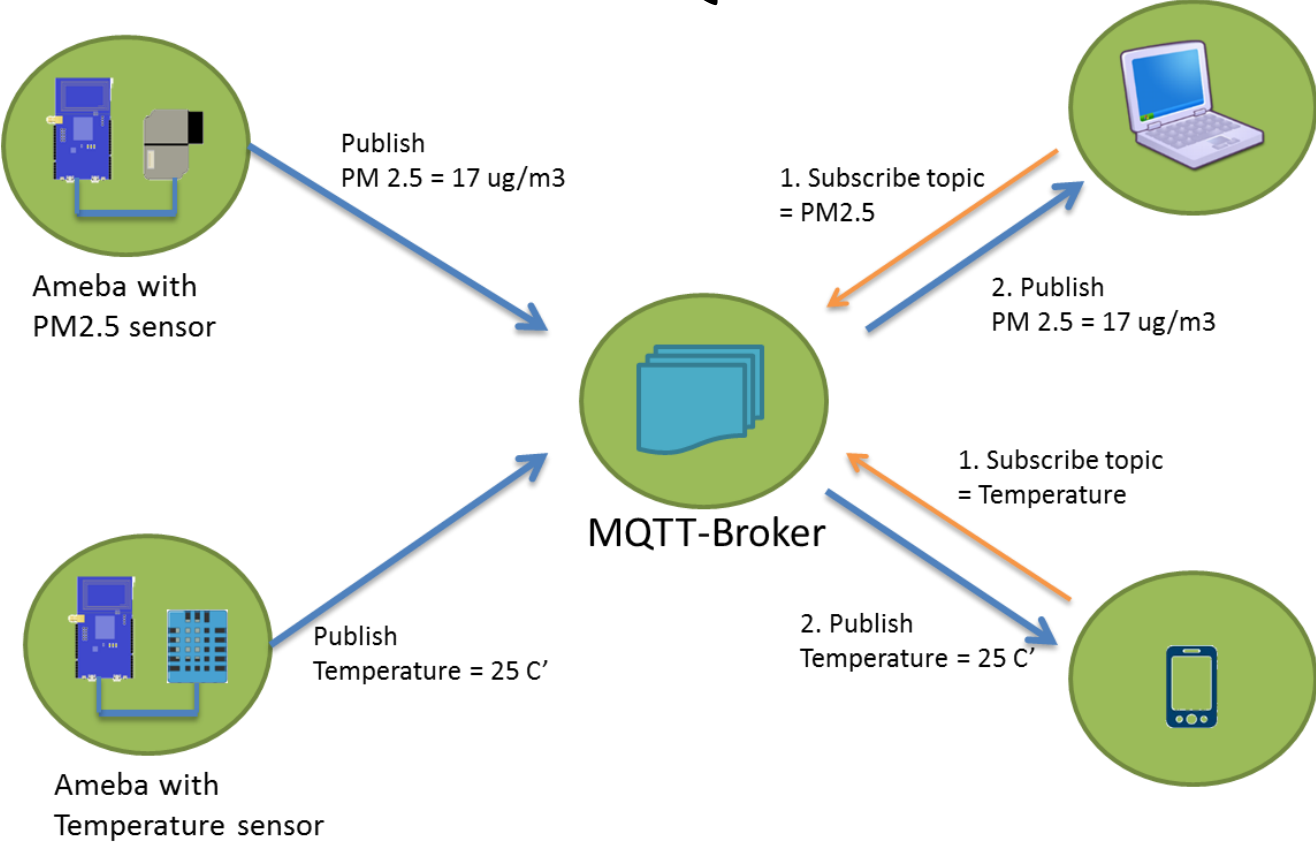 Publish
PM 2.5 = 17 ug/m3
Ameba with
PM2.5 sensor
1. Subscribe topic
= PM2.5
2. Publish
PM 2.5 = 17 ug/m3
MQTT-Broker
1. Subscribe topic
= Temperature
2. Publish
Temperature = 25 C’
Publish
Temperature = 25 C’
Ameba with
Temperature sensor